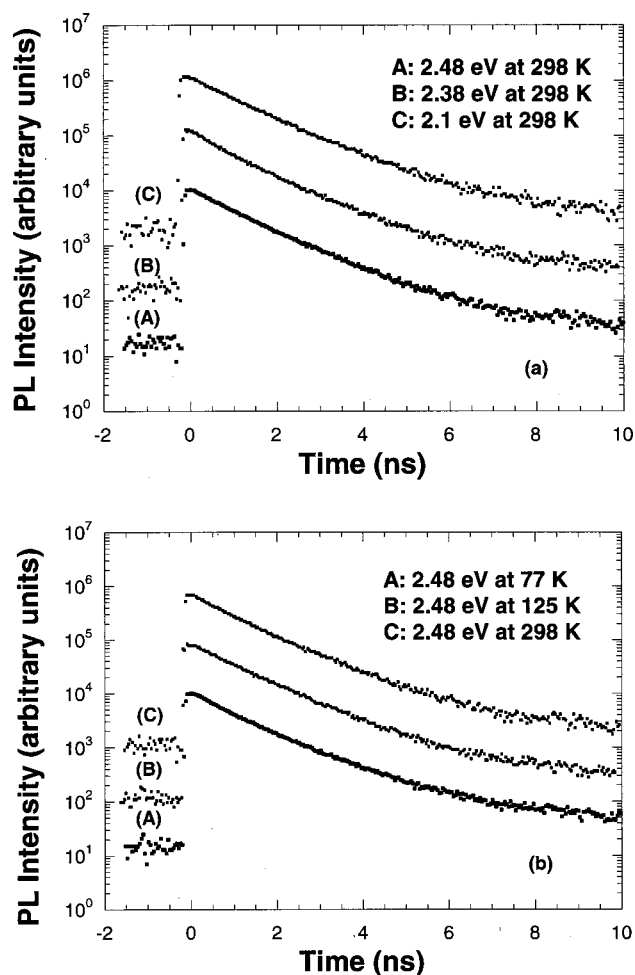 PL Intensity (arbitrary units)
10^7
10^6
10^5
10^4
10^3
10^2
10^1
10^0
A: 2.48 eV at 298 K
B: 2.38 eV at 298 K
C: 2.1 eV at 298 K
(C)
(B)
(A)
(a)
-2 0 2 4 6 8 10
Time (ns)
PL Intensity (arbitrary units)
10^7
10^6
10^5
10^4
10^3
10^2
10^1
10^0
A: 2.48 eV at 77 K
B: 2.48 eV at 125 K
C: 2.48 eV at 298 K
(C)
(B)
(A)
(b)
-2 0 2 4 6 8 10
Time (ns)